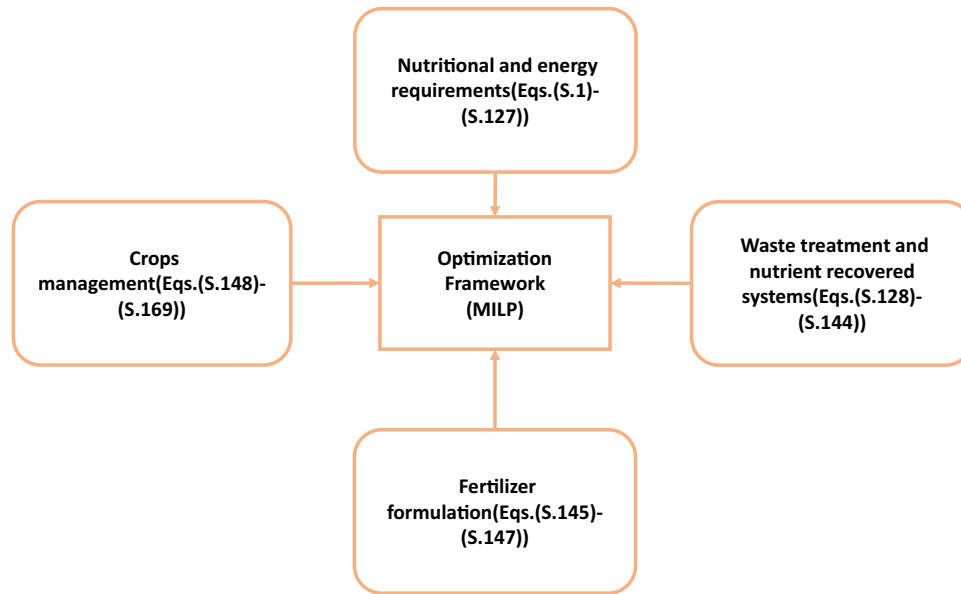 Nutritional and energy
requirements(Eqs.(S.1)-
(S.127))
Crops
management(Eqs.(S.148)-
(S.169))
Optimization
Framework
(MILP)
Waste treatment and
nutrient recovered
systems(Eqs.(S.128)-
(S.144))
Fertilizer
formulation(Eqs.(S.145)-
(S.147))